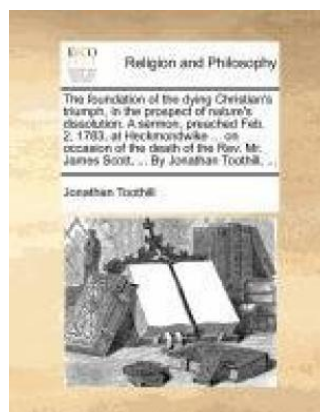 ECCO
Religion and Philosophy
The foundation of the dying Christian's
triumph, in the prospect of nature's
dissolution. A sermon, preached Feb.
2, 1783, at Heckmondwike ... on
occasion of the death of the Rev. Mr.
James Scott, ... By Jonathan Toothill, ...
Jonathan Toothill